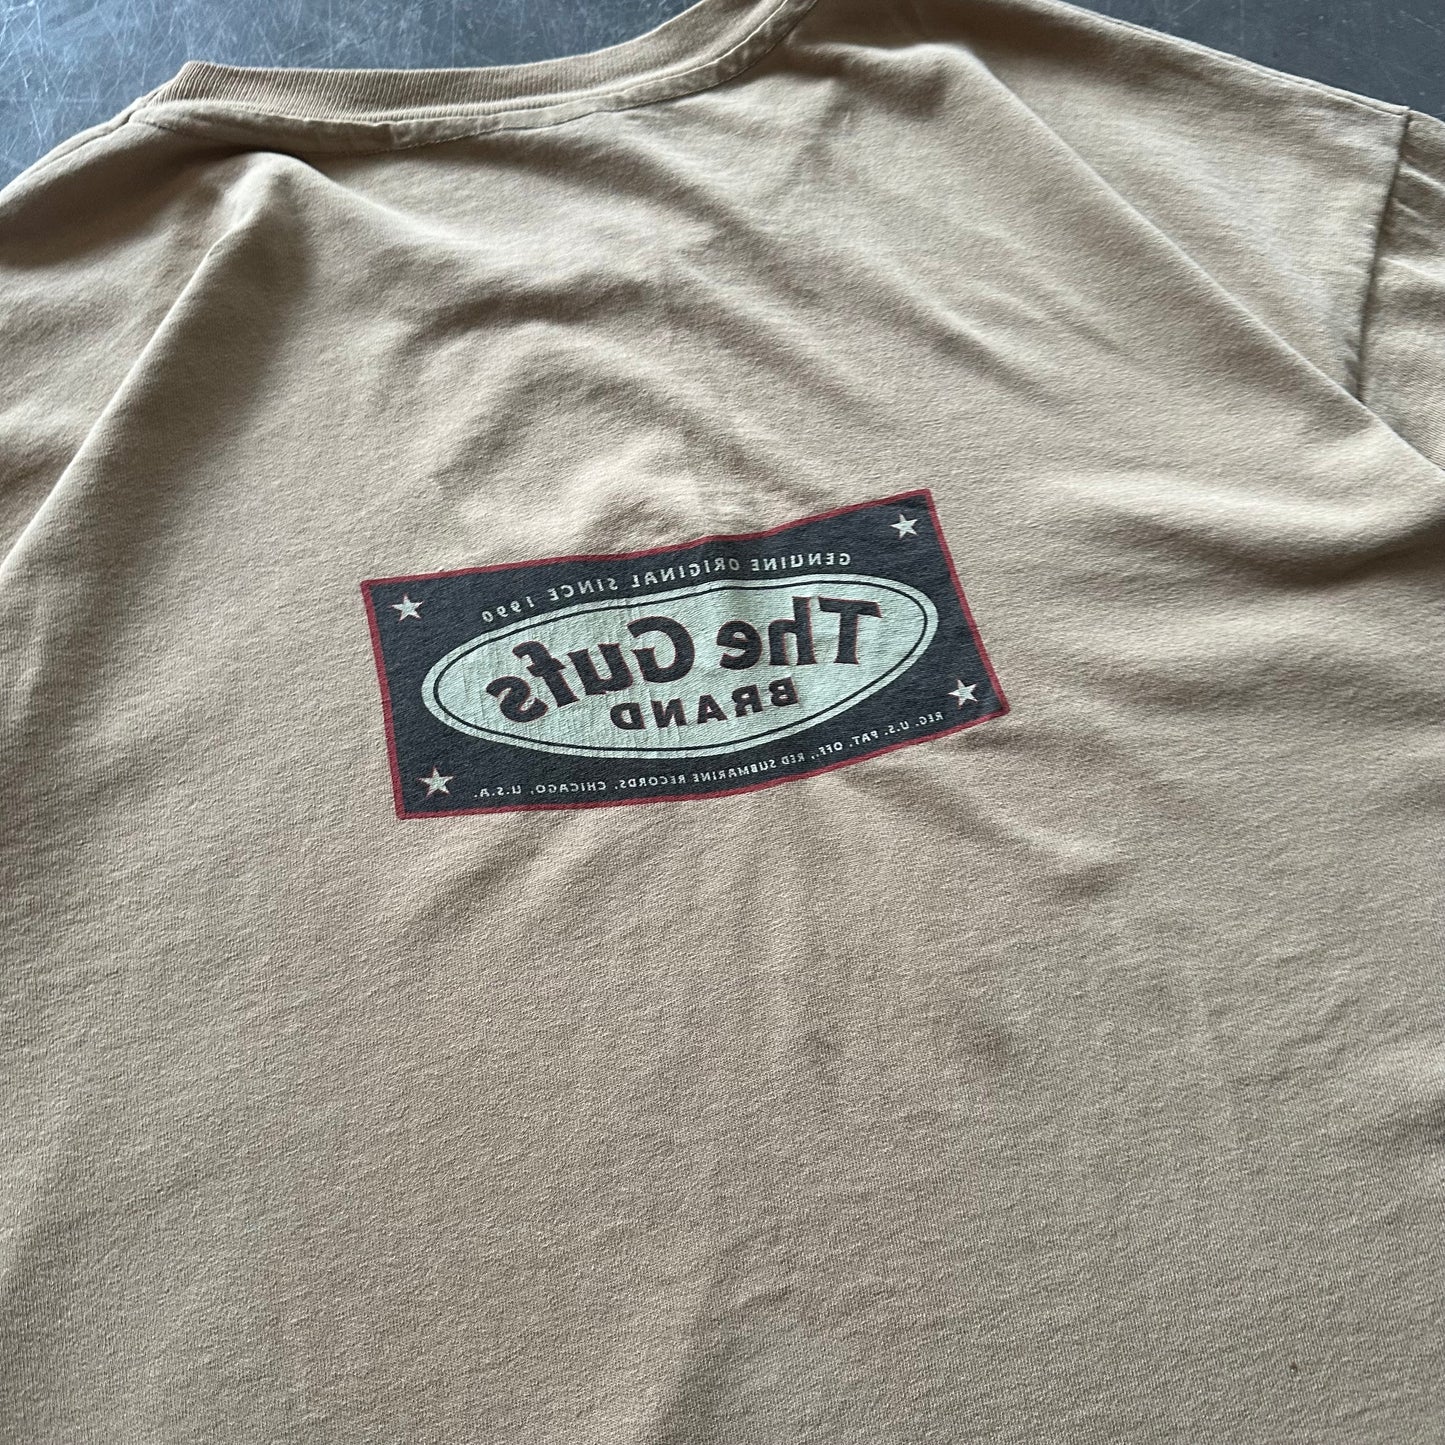 GENUINE ORIGINAL SINCE 1990
The Gufs
BRAND
REG. U.S. PAT. OFF., RED SUBMARINE RECORDS, CHICAGO, U.S.A.